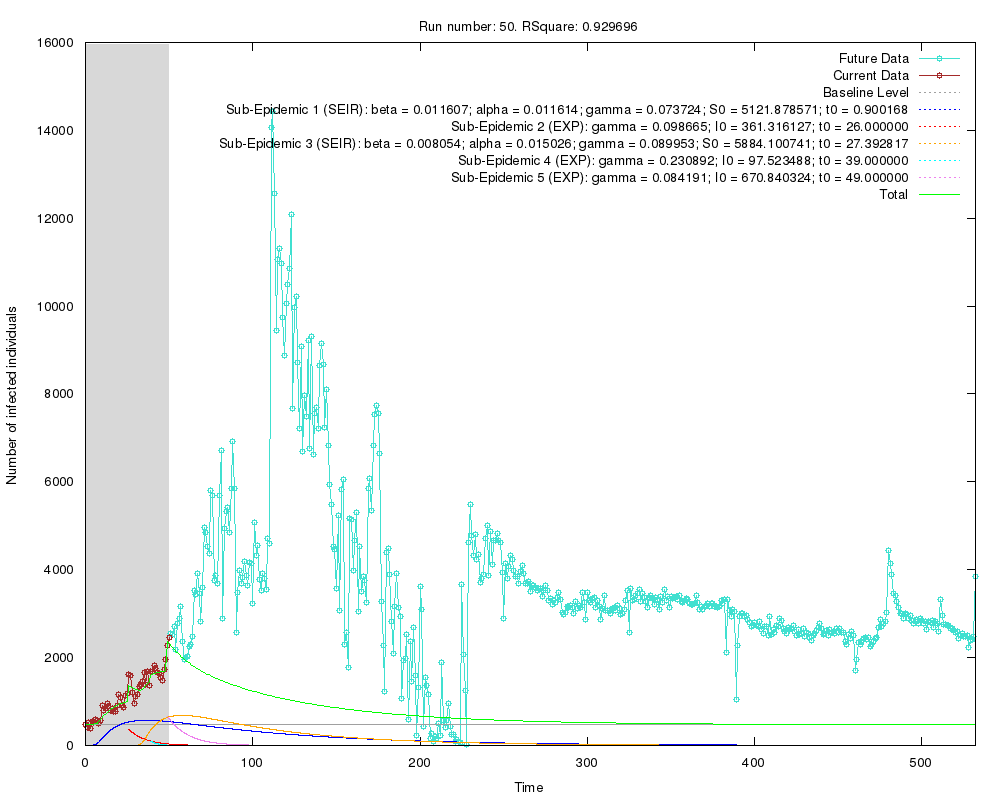 Run number: 50. RSquare: 0.929696
16000
14000
12000
10000
8000
6000
4000
2000
0
Number of infected individuals
Future Data
Current Data
Baseline Level
Sub-Epidemic 1 (SEIR): beta = 0.011607; alpha = 0.011614; gamma = 0.073724; S0 = 5121.878571; t0 = 0.900168
Sub-Epidemic 2 (EXP): gamma = 0.098665; I0 = 361.316127; t0 = 26.000000
Sub-Epidemic 3 (SEIR): beta = 0.008054; alpha = 0.015026; gamma = 0.089953; S0 = 5884.100741; t0 = 27.392817
Sub-Epidemic 4 (EXP): gamma = 0.230892; I0 = 97.523488; t0 = 39.000000
Sub-Epidemic 5 (EXP): gamma = 0.084191; I0 = 670.840324; t0 = 49.000000
Total
0 100 200 300 400 500
Time